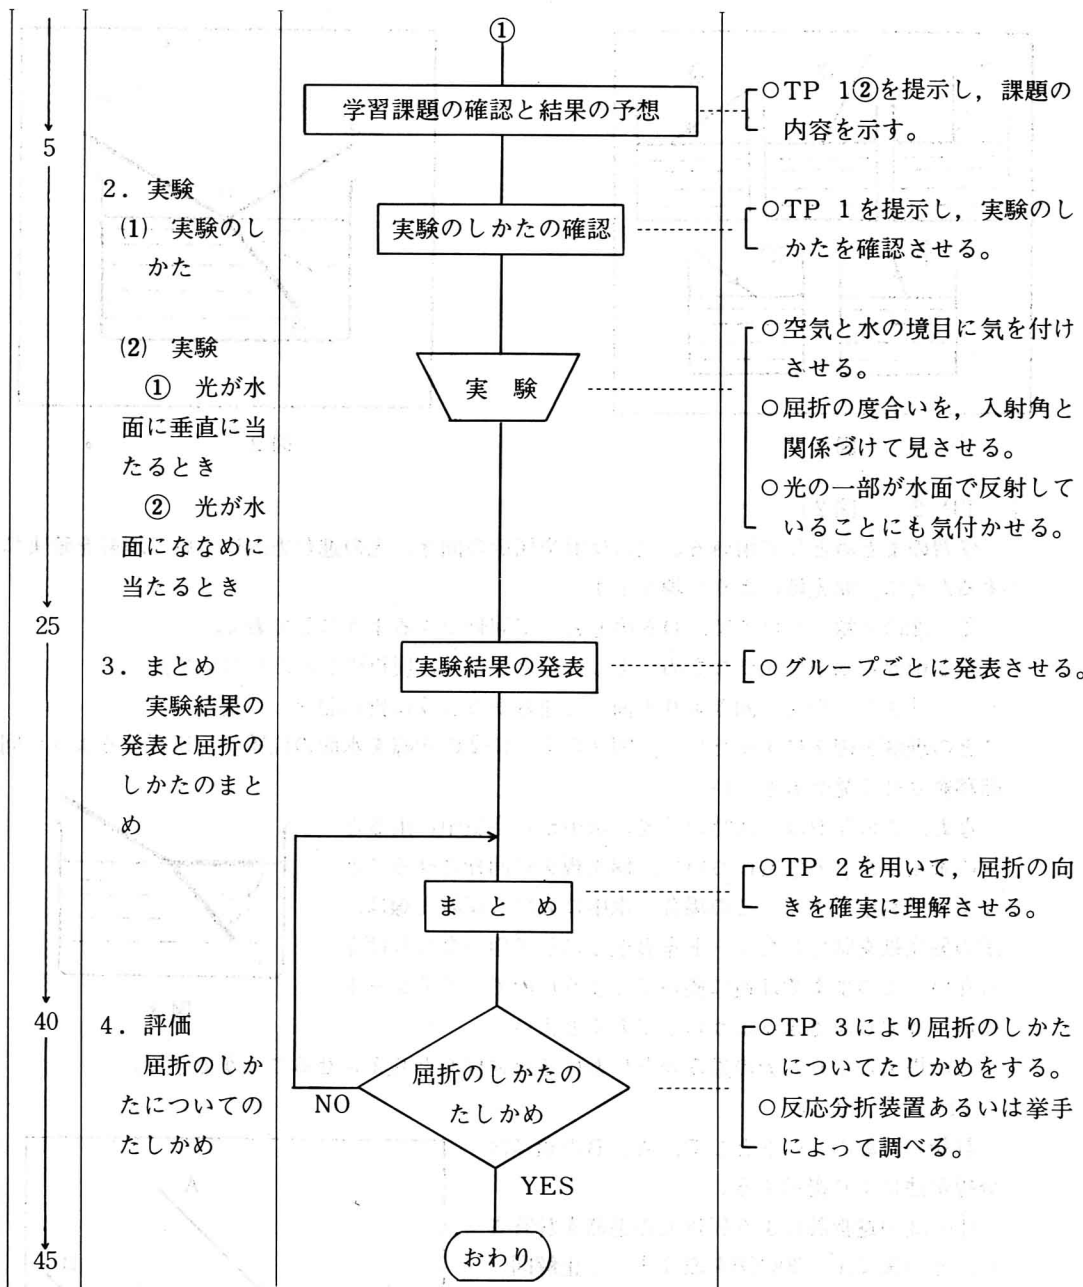 ①
学習課題の確認と結果の予想
○TP 1②を提示し，課題の
内容を示す。
5
2．実験
(1) 実験のし
かた
実験のしかたの確認
○TP 1を提示し，実験のし
かたを確認させる。
(2) 実験
① 光が水
面に垂直に当
たるとき
② 光が水
面にななめに
当たるとき
実 験
○空気と水の境目に気を付け
させる。
○屈折の度合いを，入射角と
関係づけて見させる。
○光の一部が水面で反射して
いることにも気付かせる。
25
3．まとめ
実験結果の
発表と屈折の
しかたのまと
め
実験結果の発表
○グループごとに発表させる。
ま と め
○TP 2を用いて，屈折の向
きを確実に理解させる。
40
4．評価
屈折のしか
たについての
たしかめ
屈折のしかたの
たしかめ
NO
YES
○TP 3により屈折のしかた
についてたしかめをする。
○反応分折装置あるいは挙手
によって調べる。
45
おわり